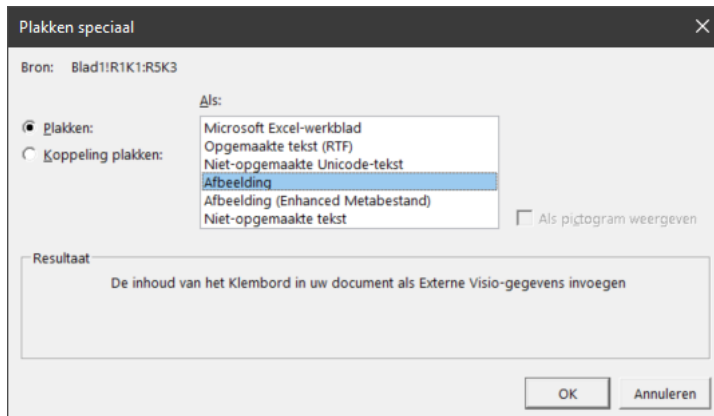 Plakken speciaal
Bron: Blad1!R1K1:R5K3
Als:
Plakken:
Koppeling plakken:
Microsoft Excel-werkblad
Opgemaakte tekst (RTF)
Niet-opgemaakte Unicode-tekst
Afbeelding
Afbeelding (Enhanced Metabestand)
Niet-opgemaakte tekst
Als pictogram weergeven
Resultaat
De inhoud van het Klembord in uw document als Externe Visio-gegevens invoegen
OK Annuleren